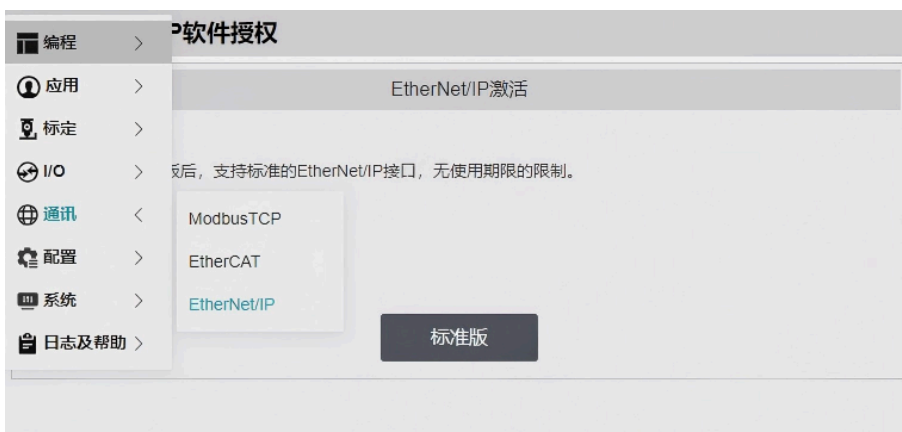 P软件授权
编程
EtherNet/IP激活
应用
标定
后，支持标准的EtherNet/IP接口，无使用期限的限制。
I/O
通讯
ModbusTCP
EtherCAT
配置
EtherNet/IP
系统
标准版
日志及帮助